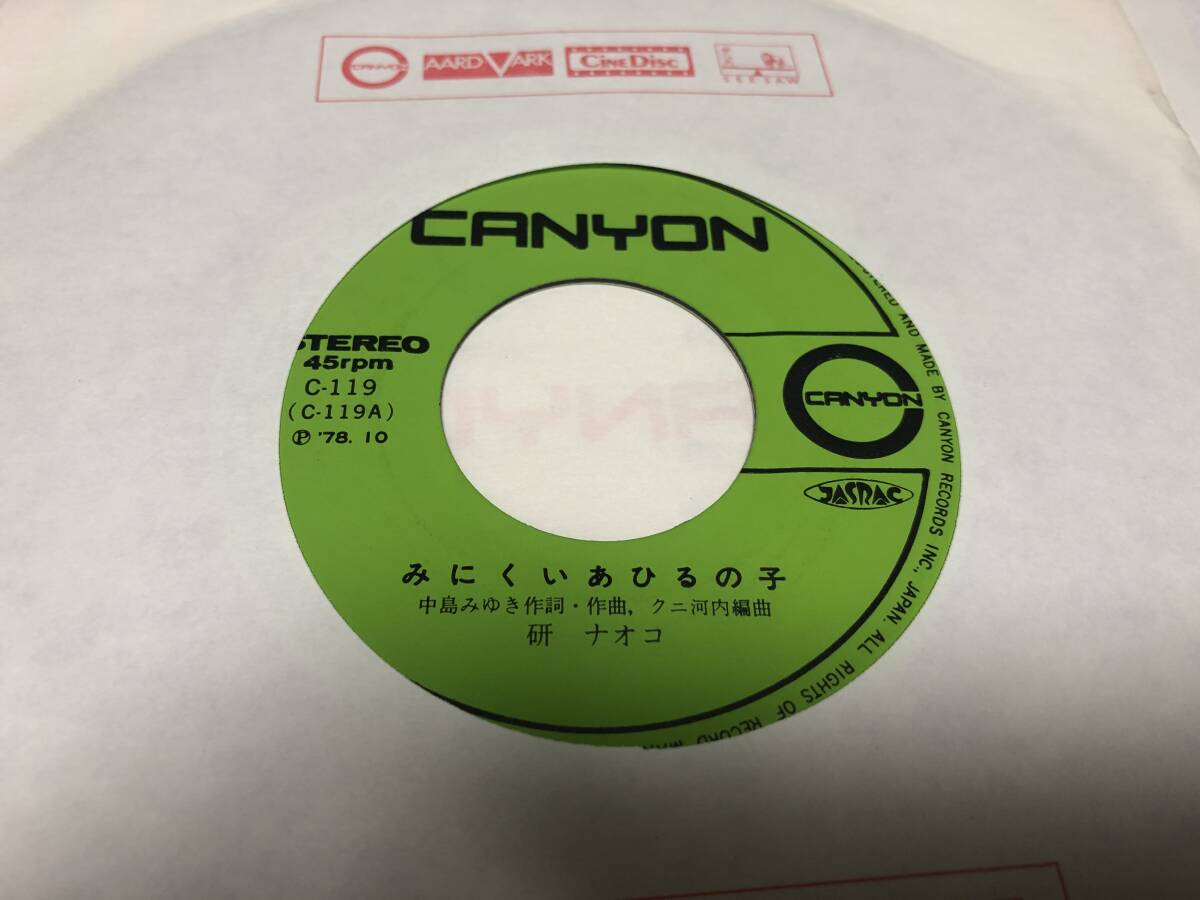 CANYON
AARDVARK
CINEDISC
SEESAW
CANYON
STEREO
45rpm
C-119
(C-119A)
Ⓟ '78. 10
CANYON
JASRAC
みにくいあひるの子
中島みゆき作詞・作曲, クニ河内編曲
研 ナオコ
AND MADE BY CANYON RECORDS INC., JAPAN. ALL RIGHTS OF RECORD